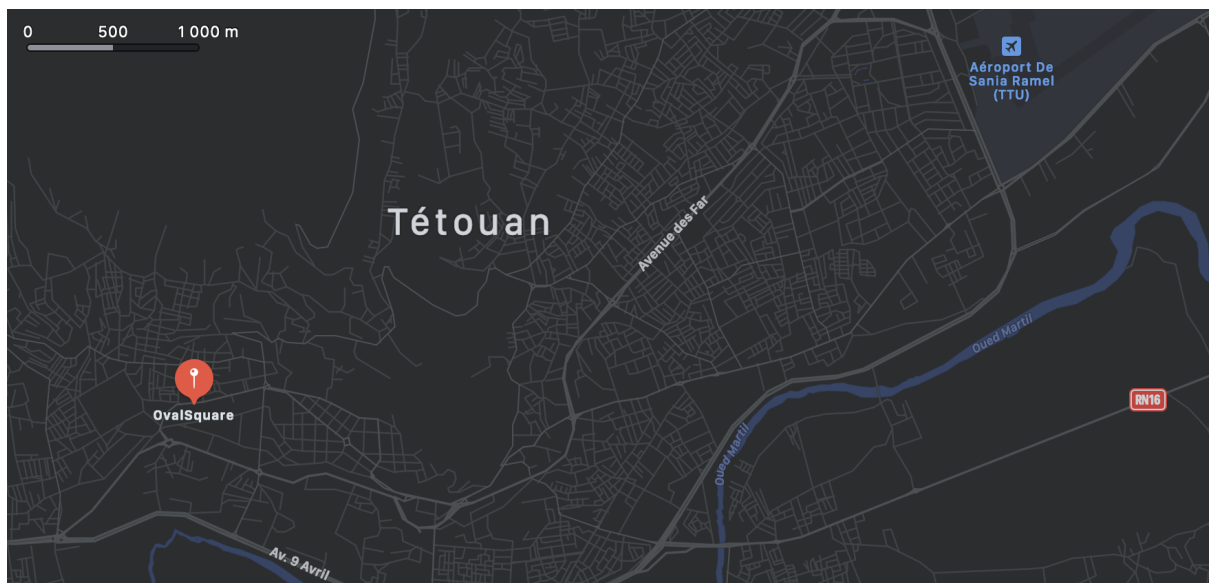 0 500 1 000 m
Aéroport De
Sania Ramel
(TTU)
Tétouan
Avenue des Far
Oued Martil
OvalSquare
RN16
Oued Martil
Av. 9 Avril